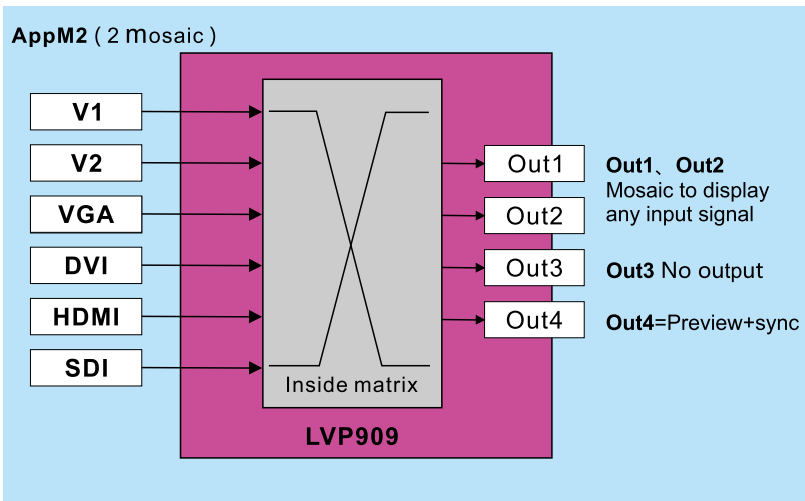 AppM2 ( 2 mosaic )
V1
V2
VGA
DVI
HDMI
SDI
Inside matrix
LVP909
Out1
Out2
Out3
Out4
Out1、Out2
Mosaic to display
any input signal
Out3 No output
Out4=Preview+sync